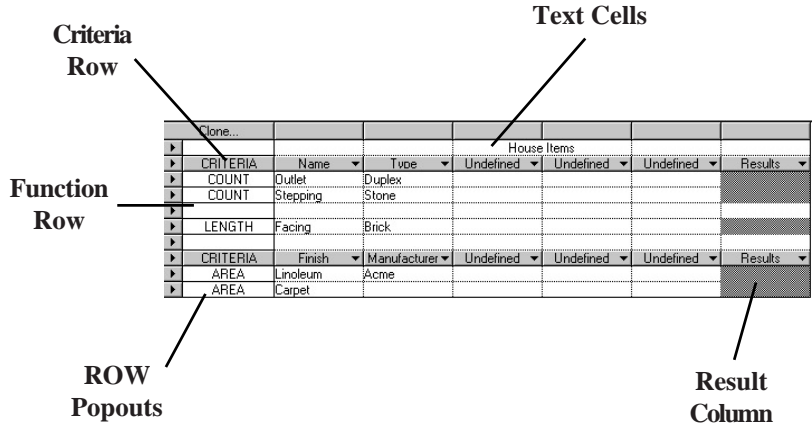 Text Cells
Criteria
Row
Clone...
House Items
CRITERIA Name Type Undefined Undefined Undefined Results
COUNT Outlet Duplex
COUNT Stepping Stone
Function
Row
LENGTH Facing Brick
CRITERIA Finish Manufacturer Undefined Undefined Undefined Results
AREA Linoleum Acme
AREA Carpet
ROW
Popouts
Result
Column